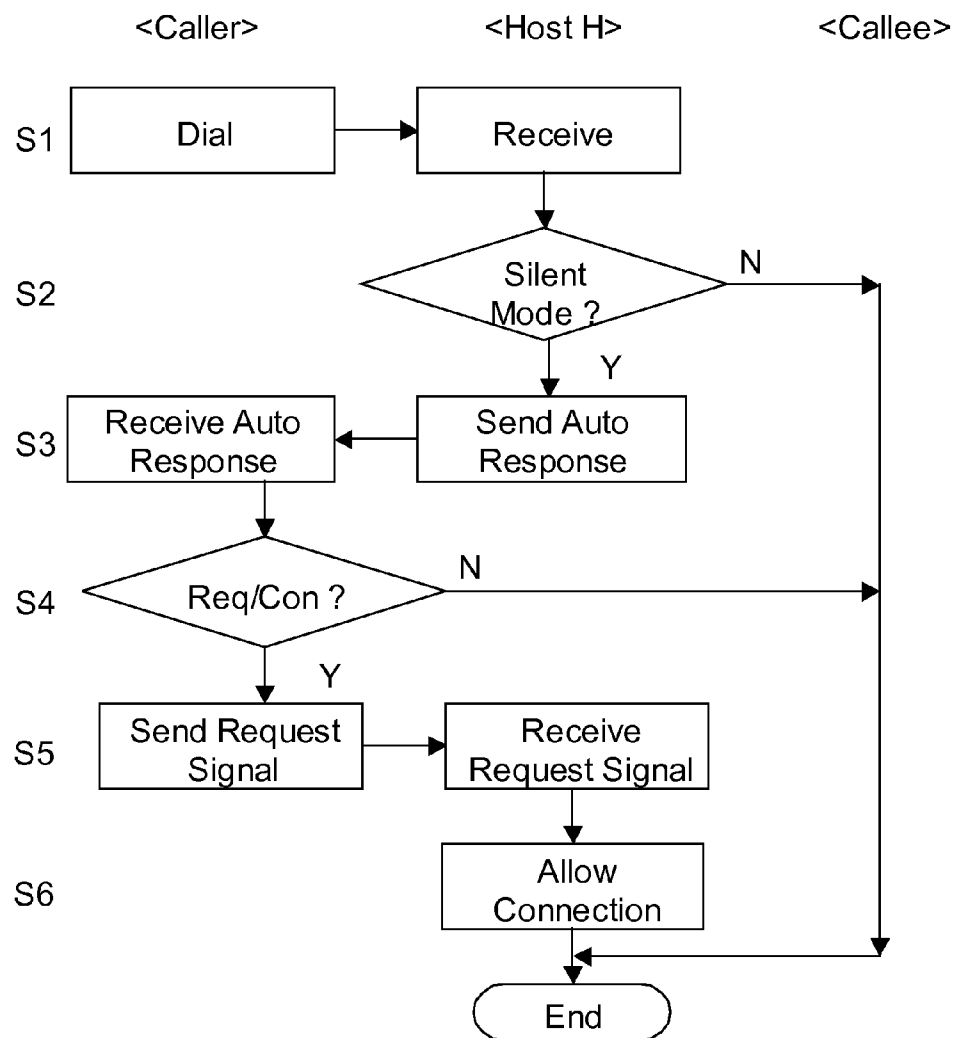 <Caller> <Host H> <Callee>
S1 Dial Receive
S2 Silent
Mode ?
N
Y
S3 Receive Auto
Response
Send Auto
Response
S4 Req/Con ?
N
Y
S5 Send Request
Signal
Receive
Request Signal
S6 Allow
Connection
End